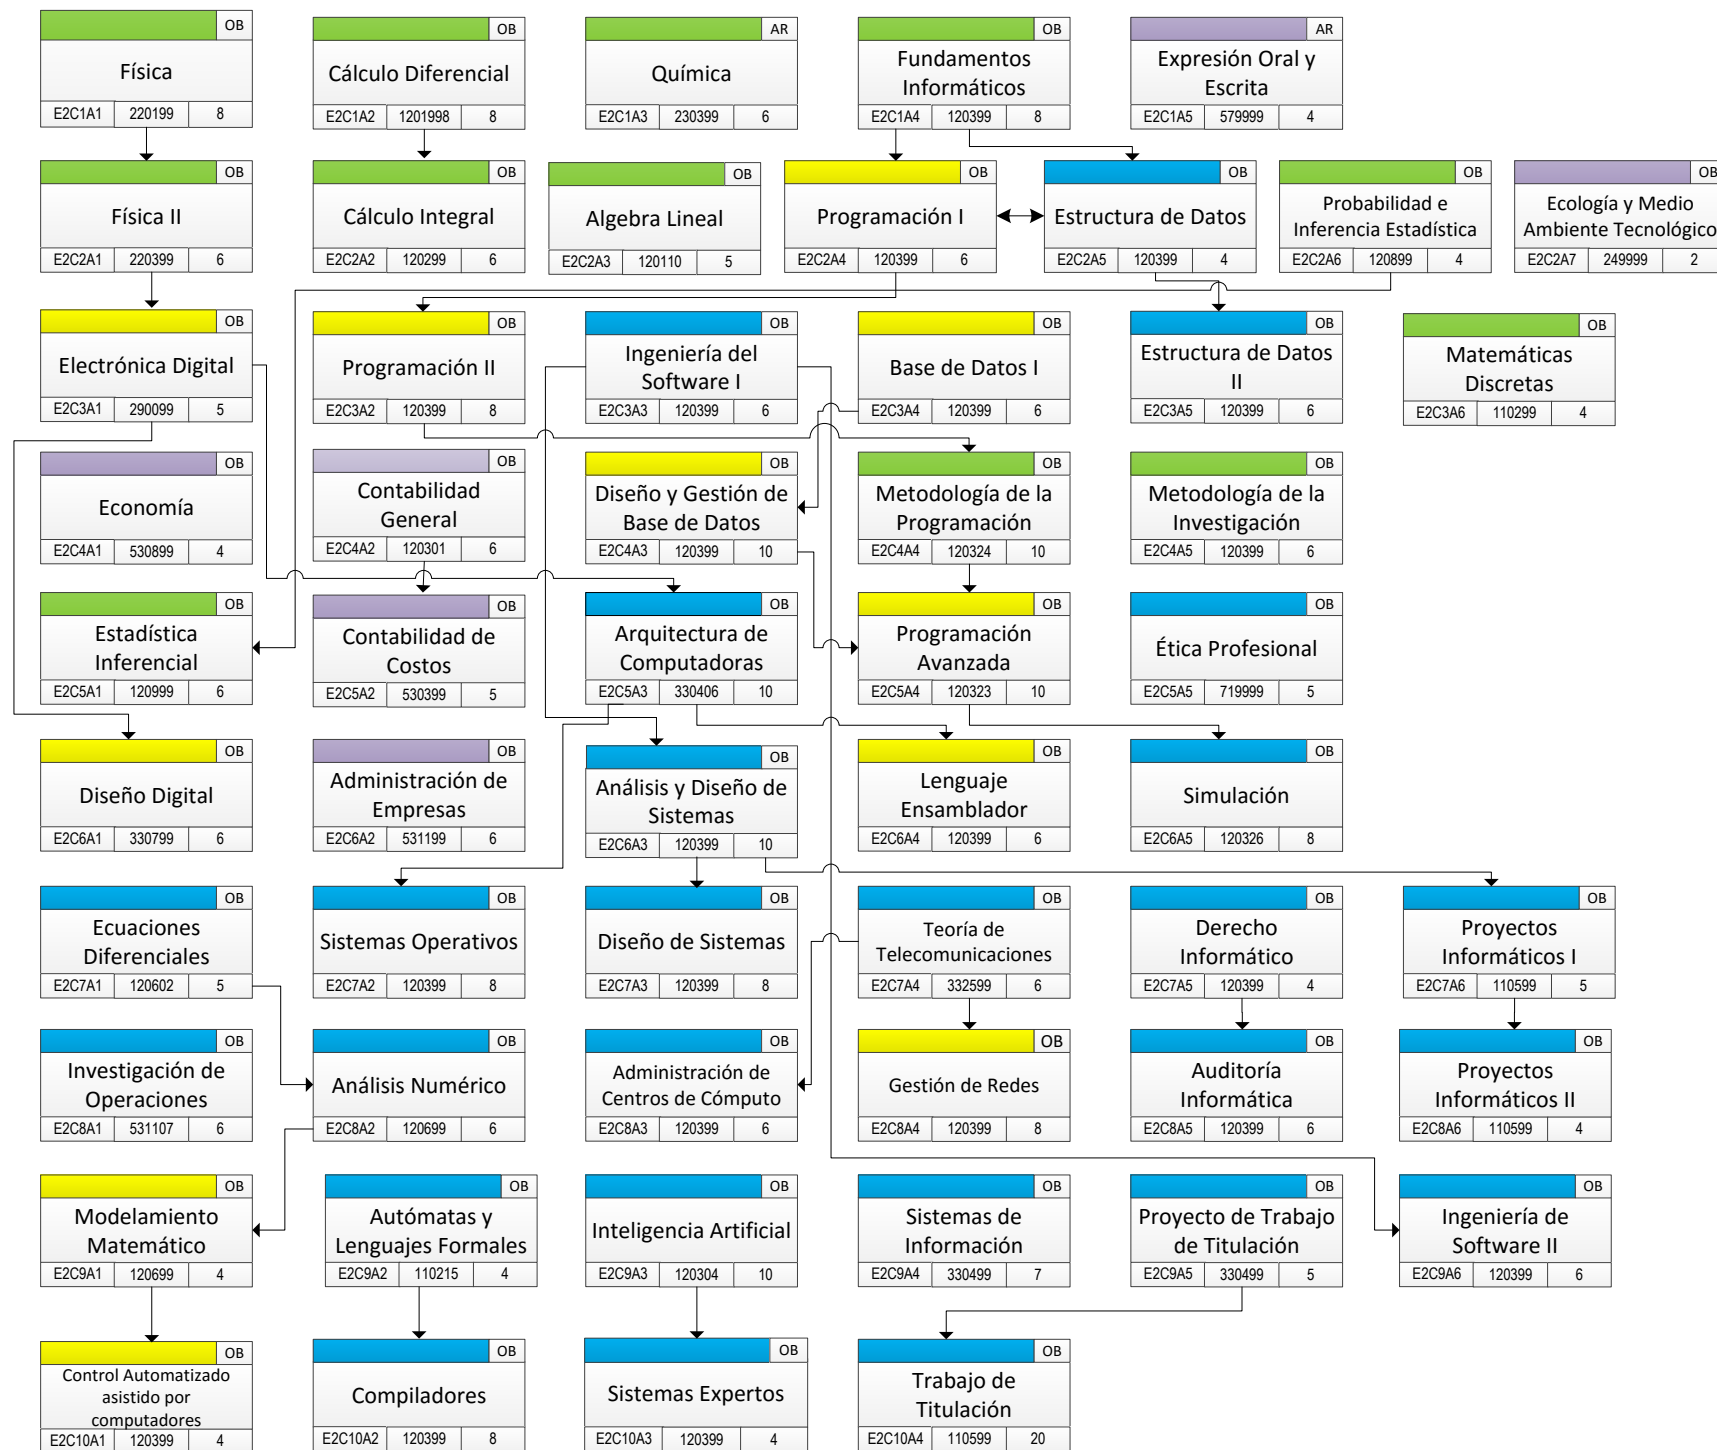 OB
Física
E2C1A1 220199 8
OB
Cálculo Diferencial
E2C1A2 1201998 8
AR
Química
E2C1A3 230399 6
OB
Fundamentos
Informáticos
E2C1A4 120399 8
AR
Expresión Oral y
Escrita
E2C1A5 579999 4
OB
Física II
E2C2A1 220399 6
OB
Cálculo Integral
E2C2A2 120299 6
OB
Algebra Lineal
E2C2A3 120110 5
OB
Programación I
E2C2A4 120399 6
OB
Estructura de Datos
E2C2A5 120399 4
OB
Probabilidad e
Inferencia Estadística
E2C2A6 120899 4
OB
Ecología y Medio
Ambiente Tecnológico
E2C2A7 249999 2
OB
Electrónica Digital
E2C3A1 290099 5
OB
Programación II
E2C3A2 120399 8
OB
Ingeniería del
Software I
E2C3A3 120399 6
OB
Base de Datos I
E2C3A4 120399 6
OB
Estructura de Datos
II
E2C3A5 120399 6
OB
Matemáticas
Discretas
E2C3A6 110299 4
OB
Economía
E2C4A1 530899 4
OB
Contabilidad
General
E2C4A2 120301 6
OB
Diseño y Gestión de
Base de Datos
E2C4A3 120399 10
OB
Metodología de la
Programación
E2C4A4 120324 10
OB
Metodología de la
Investigación
E2C4A5 120399 6
OB
Estadística
Inferencial
E2C5A1 120999 6
OB
Contabilidad de
Costos
E2C5A2 530399 5
OB
Arquitectura de
Computadoras
E2C5A3 330406 10
OB
Programación
Avanzada
E2C5A4 120323 10
OB
Ética Profesional
E2C5A5 719999 5
OB
Diseño Digital
E2C6A1 330799 6
OB
Administración de
Empresas
E2C6A2 531199 6
OB
Análisis y Diseño de
Sistemas
E2C6A3 120399 10
OB
Lenguaje
Ensamblador
E2C6A4 120399 6
OB
Simulación
E2C6A5 120326 8
OB
Ecuaciones
Diferenciales
E2C7A1 120602 5
OB
Sistemas Operativos
E2C7A2 120399 8
OB
Diseño de Sistemas
E2C7A3 120399 8
OB
Teoría de
Telecomunicaciones
E2C7A4 332599 6
OB
Derecho
Informático
E2C7A5 120399 4
OB
Proyectos
Informáticos I
E2C7A6 110599 5
OB
Investigación de
Operaciones
E2C8A1 531107 6
OB
Análisis Numérico
E2C8A2 120699 6
OB
Administración de
Centros de Cómputo
E2C8A3 120399 6
OB
Gestión de Redes
E2C8A4 120399 8
OB
Auditoría
Informática
E2C8A5 120399 6
OB
Proyectos
Informáticos II
E2C8A6 110599 4
OB
Modelamiento
Matemático
E2C9A1 120699 4
OB
Autómatas y
Lenguajes Formales
E2C9A2 110215 4
OB
Inteligencia Artificial
E2C9A3 120304 10
OB
Sistemas de
Información
E2C9A4 330499 7
OB
Proyecto de Trabajo
de Titulación
E2C9A5 330499 5
OB
Ingeniería de
Software II
E2C9A6 120399 6
OB
Control Automatizado
asistido por
computadores
E2C10A1 120399 4
OB
Compiladores
E2C10A2 120399 8
OB
Sistemas Expertos
E2C10A3 120399 4
OB
Trabajo de
Titulación
E2C10A4 110599 20